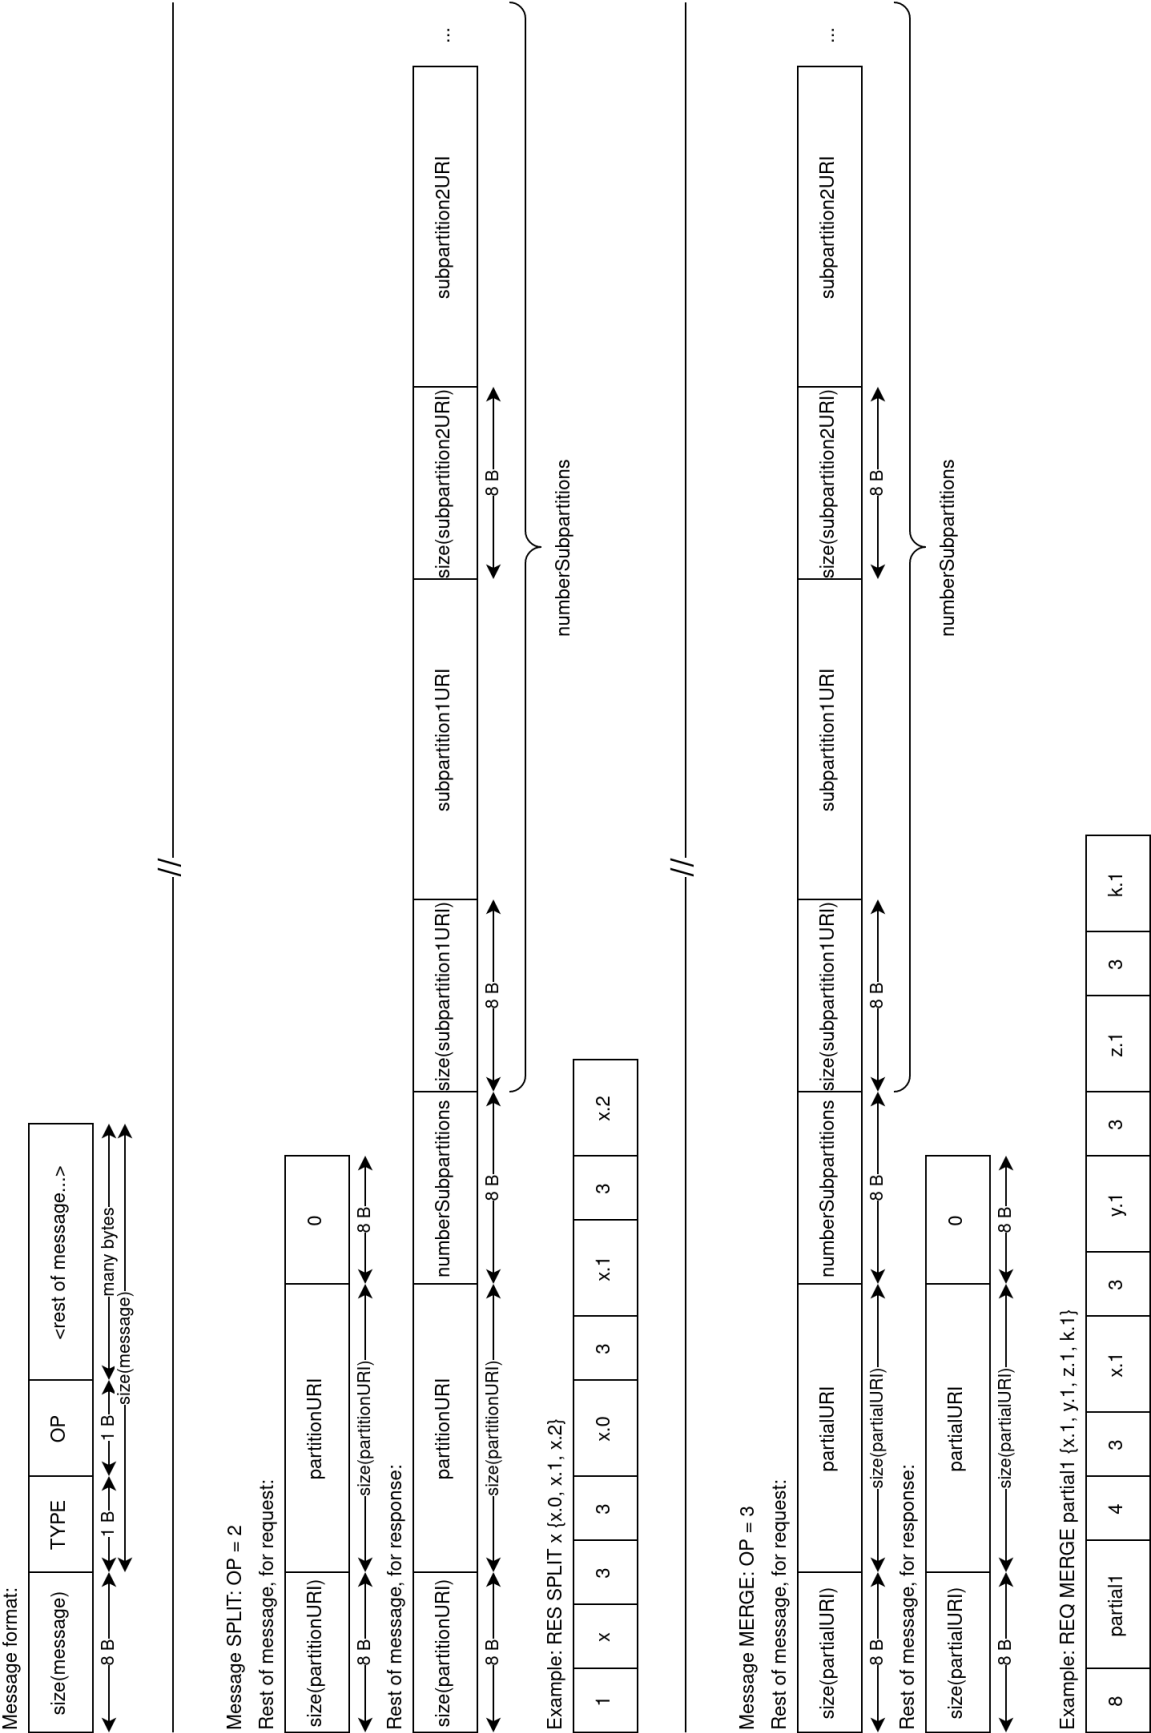 Message format:
size(message) TYPE OP <rest of message...>
8 B 1 B 1 B many bytes
size(message)
//
Message SPLIT: OP = 2
Rest of message, for request:
size(partitionURI) partitionURI 0
8 B size(partitionURI) 8 B
Rest of message, for response:
size(partitionURI) partitionURI numberSubpartitions size(subpartition1URI) subpartition1URI size(subpartition2URI) subpartition2URI ...
8 B size(partitionURI) 8 B 8 B 8 B
numberSubpartitions
Example: RES SPLIT x {x.0, x.1, x.2}
1 x 3 3 x.0 3 x.1 3 x.2
//
Message MERGE: OP = 3
Rest of message, for request:
size(partialURI) partialURI numberSubpartitions size(subpartition1URI) subpartition1URI size(subpartition2URI) subpartition2URI ...
8 B size(partialURI) 8 B 8 B 8 B
numberSubpartitions
Rest of message, for response:
size(partialURI) partialURI 0
8 B size(partialURI) 8 B
Example: REQ MERGE partial1 {x.1, y.1, z.1, k.1}
8 partial1 4 3 x.1 3 y.1 3 z.1 3 k.1